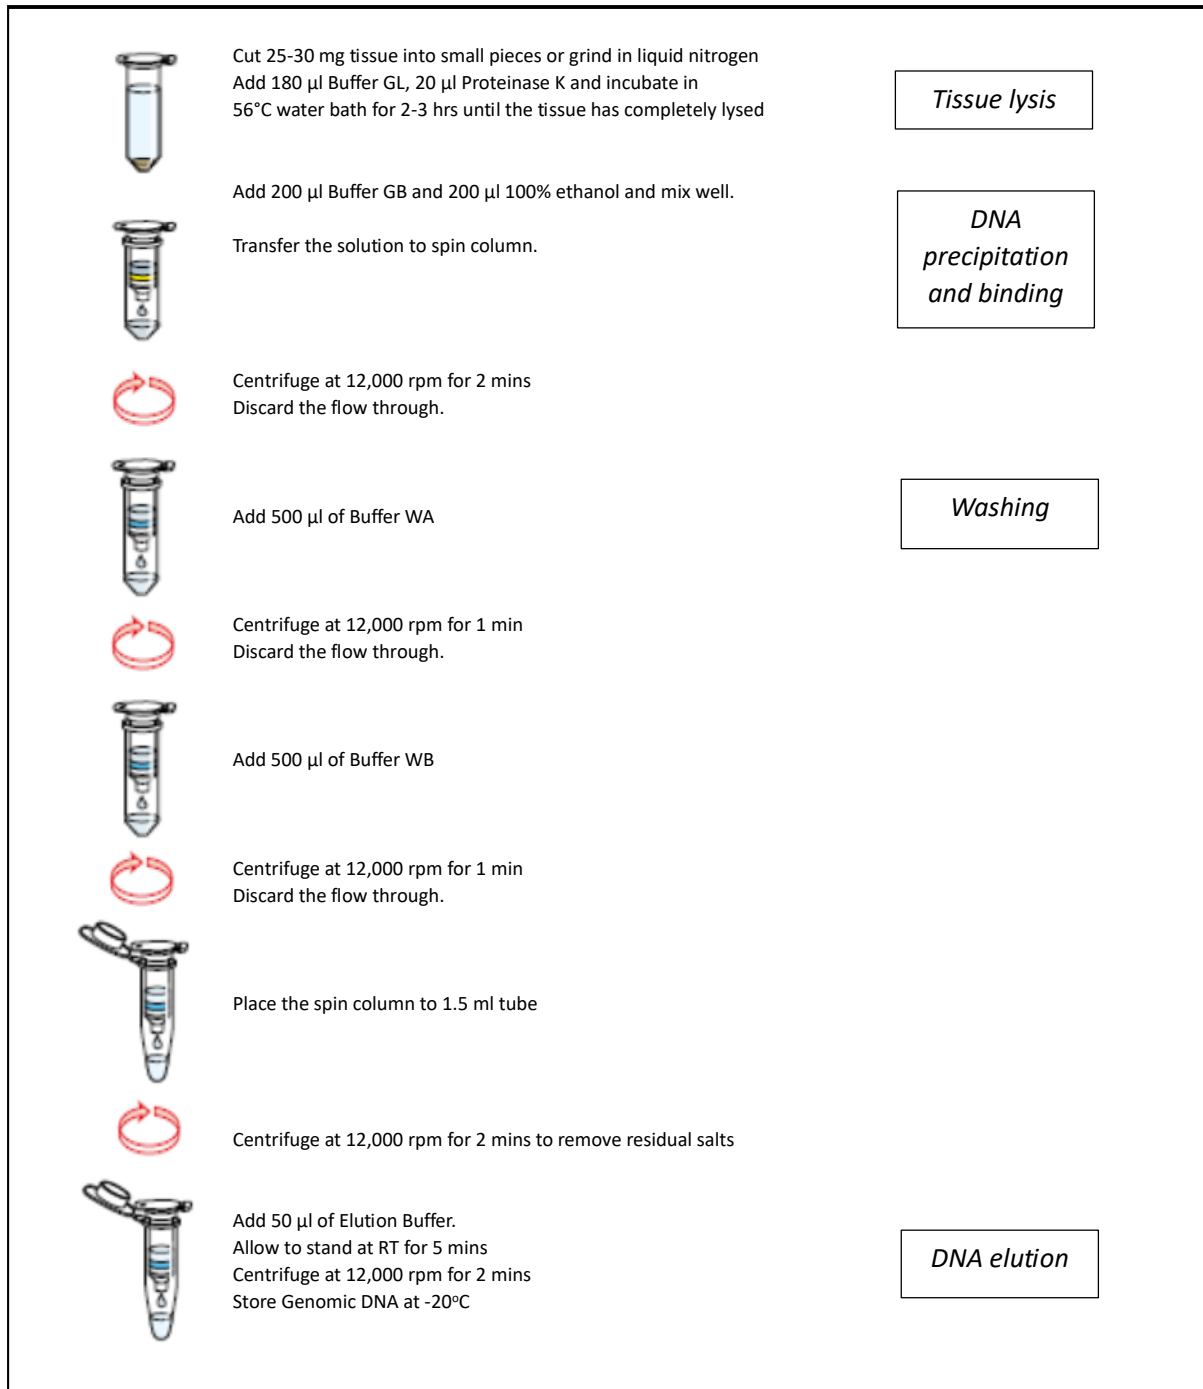 Cut 25-30 mg tissue into small pieces or grind in liquid nitrogen
Add 180 µl Buffer GL, 20 µl Proteinase K and incubate in
56°C water bath for 2-3 hrs until the tissue has completely lysed
Tissue lysis
Add 200 µl Buffer GB and 200 µl 100% ethanol and mix well.
Transfer the solution to spin column.
DNA
precipitation
and binding
Centrifuge at 12,000 rpm for 2 mins
Discard the flow through.
Add 500 µl of Buffer WA
Washing
Centrifuge at 12,000 rpm for 1 min
Discard the flow through.
Add 500 µl of Buffer WB
Centrifuge at 12,000 rpm for 1 min
Discard the flow through.
Place the spin column to 1.5 ml tube
Centrifuge at 12,000 rpm for 2 mins to remove residual salts
Add 50 µl of Elution Buffer.
Allow to stand at RT for 5 mins
Centrifuge at 12,000 rpm for 2 mins
Store Genomic DNA at -20°C
DNA elution